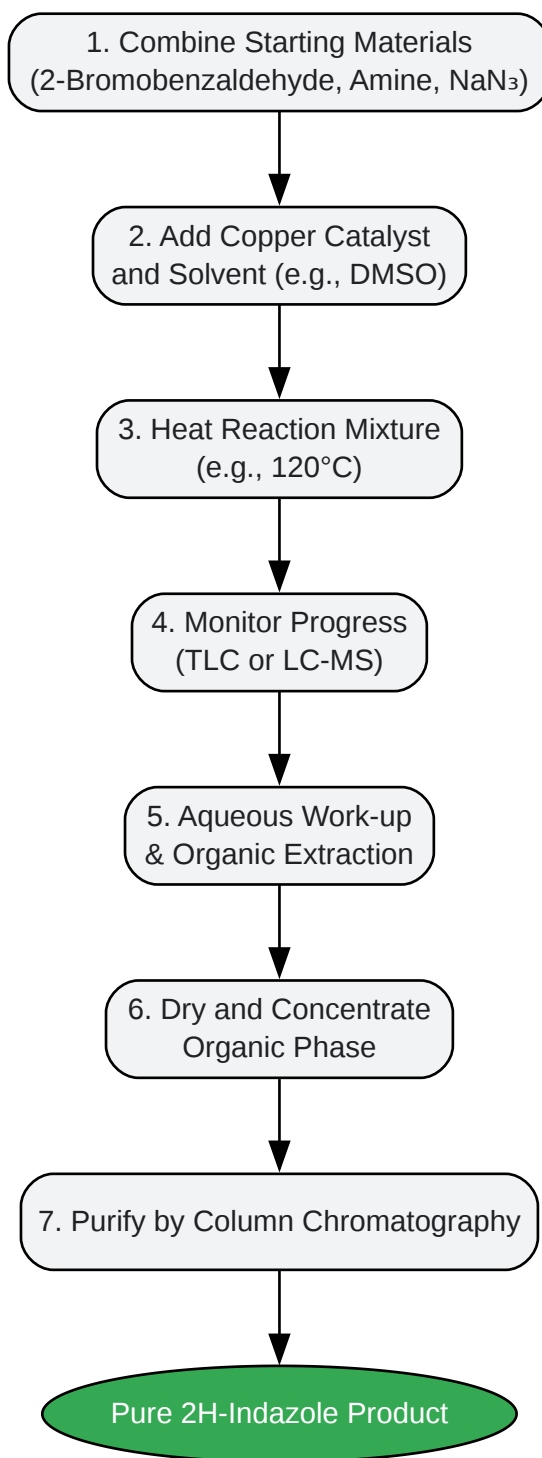 1. Combine Starting Materials
(2-Bromobenzaldehyde, Amine, NaN₃)
2. Add Copper Catalyst
and Solvent (e.g., DMSO)
3. Heat Reaction Mixture
(e.g., 120°C)
4. Monitor Progress
(TLC or LC-MS)
5. Aqueous Work-up
& Organic Extraction
6. Dry and Concentrate
Organic Phase
7. Purify by Column Chromatography
Pure 2H-Indazole Product